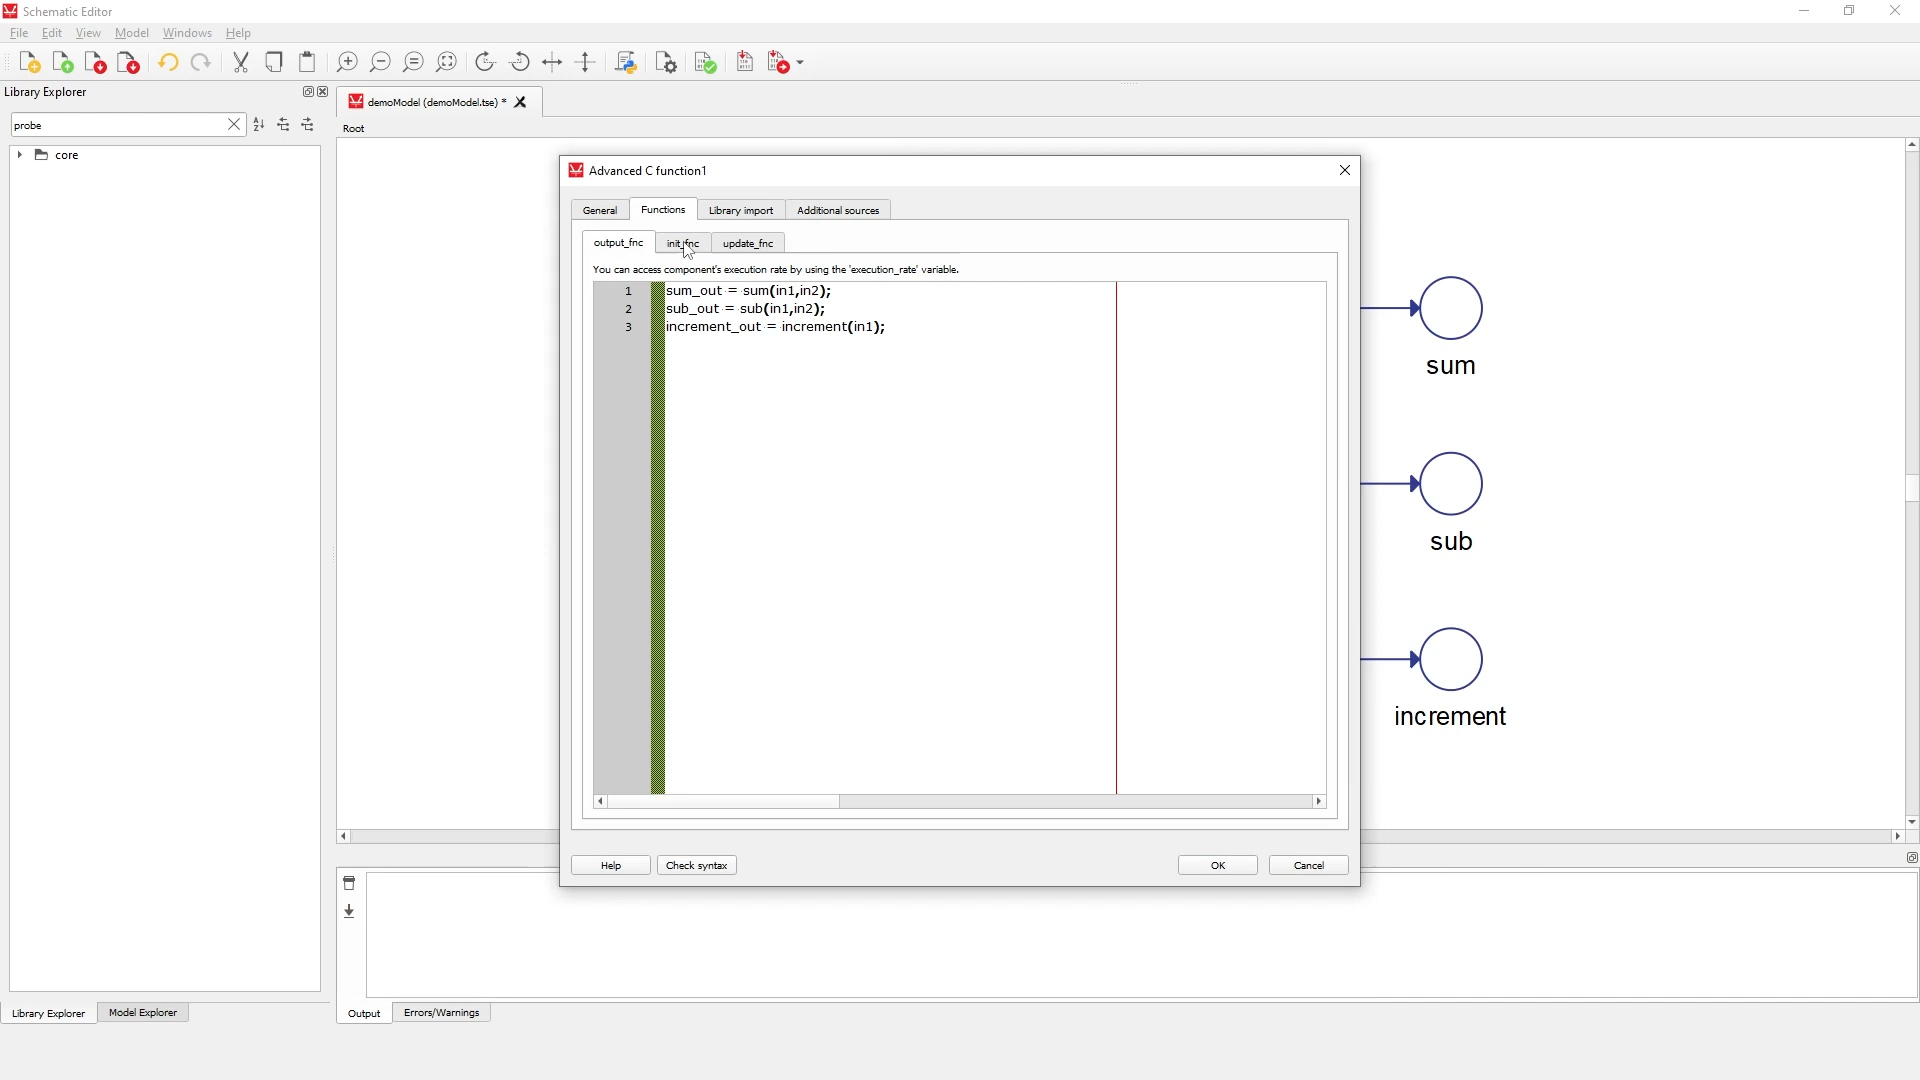 Schematic Editor
File Edit View Model Windows Help
Library Explorer
probe
core
demoModel (demoModel.tse) *
Root
Advanced C function1
General Functions Library import Additional sources
output_fnc init_fnc update_fnc
You can access component's execution rate by using the 'execution_rate' variable.
1 sum_out = sum(in1,in2);
2 sub_out = sub(in1,in2);
3 increment_out = increment(in1);
sum
sub
increment
Help Check syntax OK Cancel
Library Explorer Model Explorer
Output Errors/Warnings